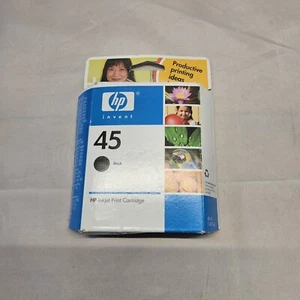 Productive
printing
ideas
hp
invent
45
Black
HP Inkjet Print Cartridge